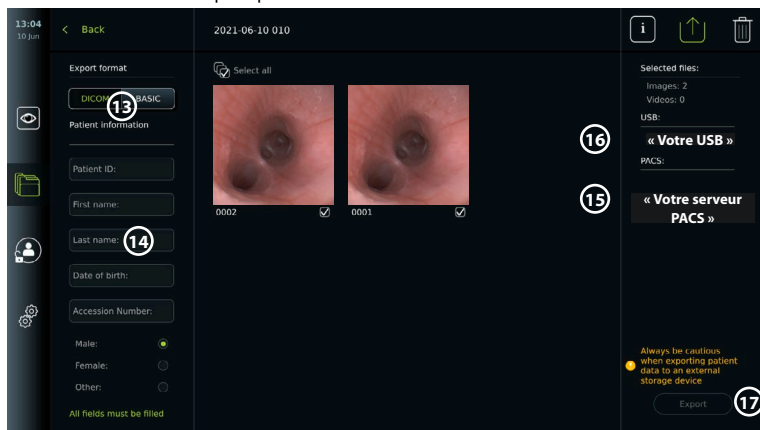 13:04
10 Jun
Back
2021-06-10 010
i
Export format
DICOM
BASIC
13
Patient information
Patient ID:
First name:
Last name:
14
Date of birth:
Accession Number:
Male:
Female:
Other:
All fields must be filled
Select all
0002
0001
Selected files:
Images: 2
Videos: 0
USB:
16
« Votre USB »
PACS:
15
« Votre serveur
PACS »
Always be cautious
when exporting patient
data to an external
storage device
Export
17